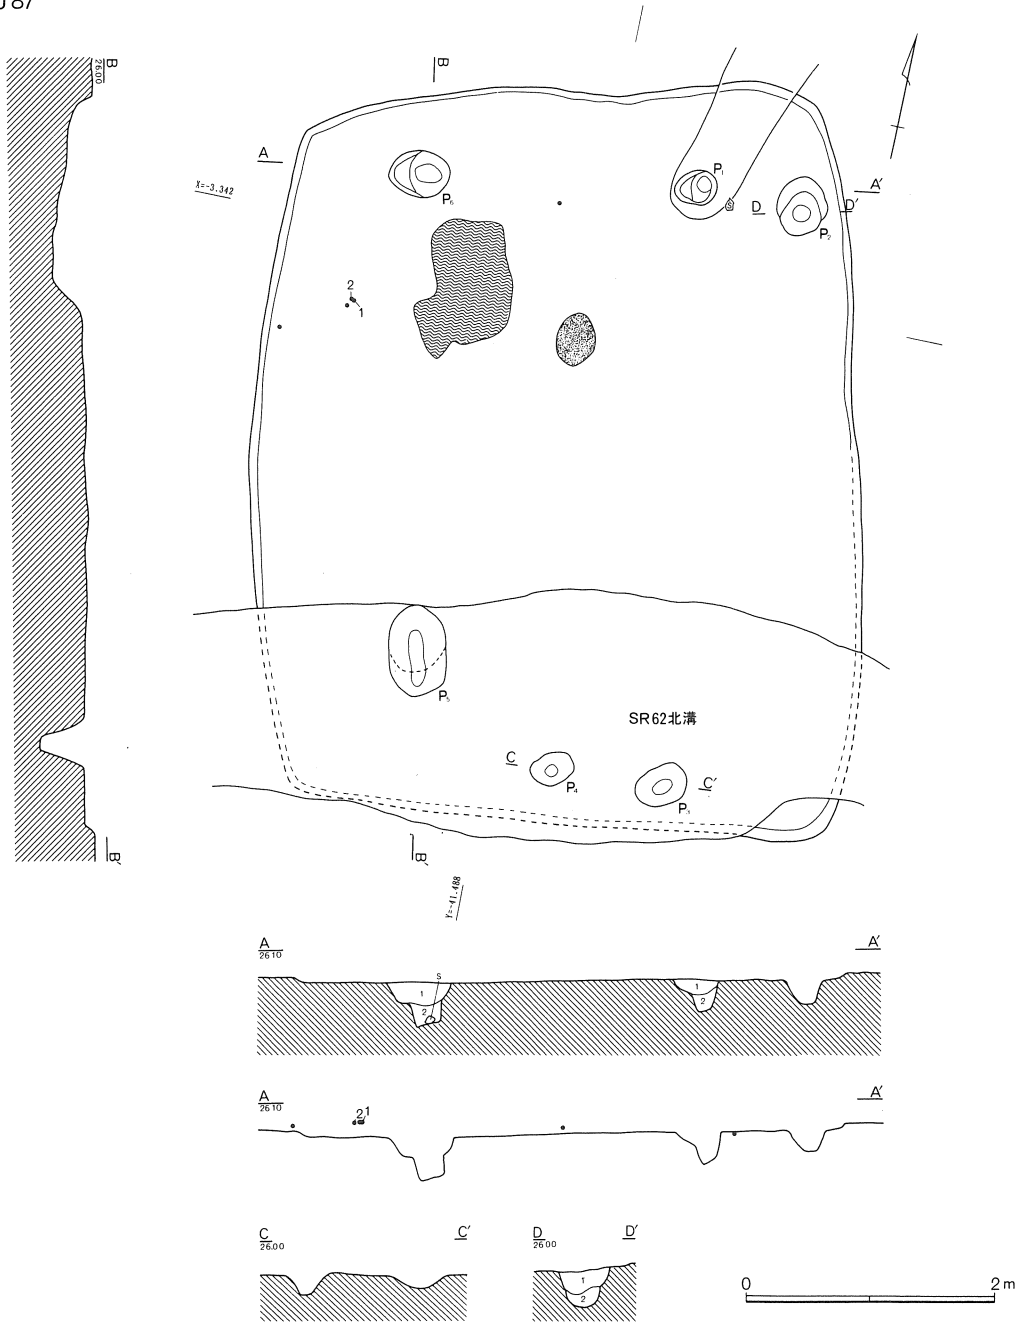 B
26.00
B
A
X=-3.342
P₁
A'
D
D'
P₂
P₆
2
1
P₅
SR62北溝
C
P₄
C'
P₃
B'
B'
Y=-41.488
A
26.10
A'
S
1
2
1
2
A
26.10
A'
2
1
C
26.00
C'
D
26.00
D'
1
2
0
2m